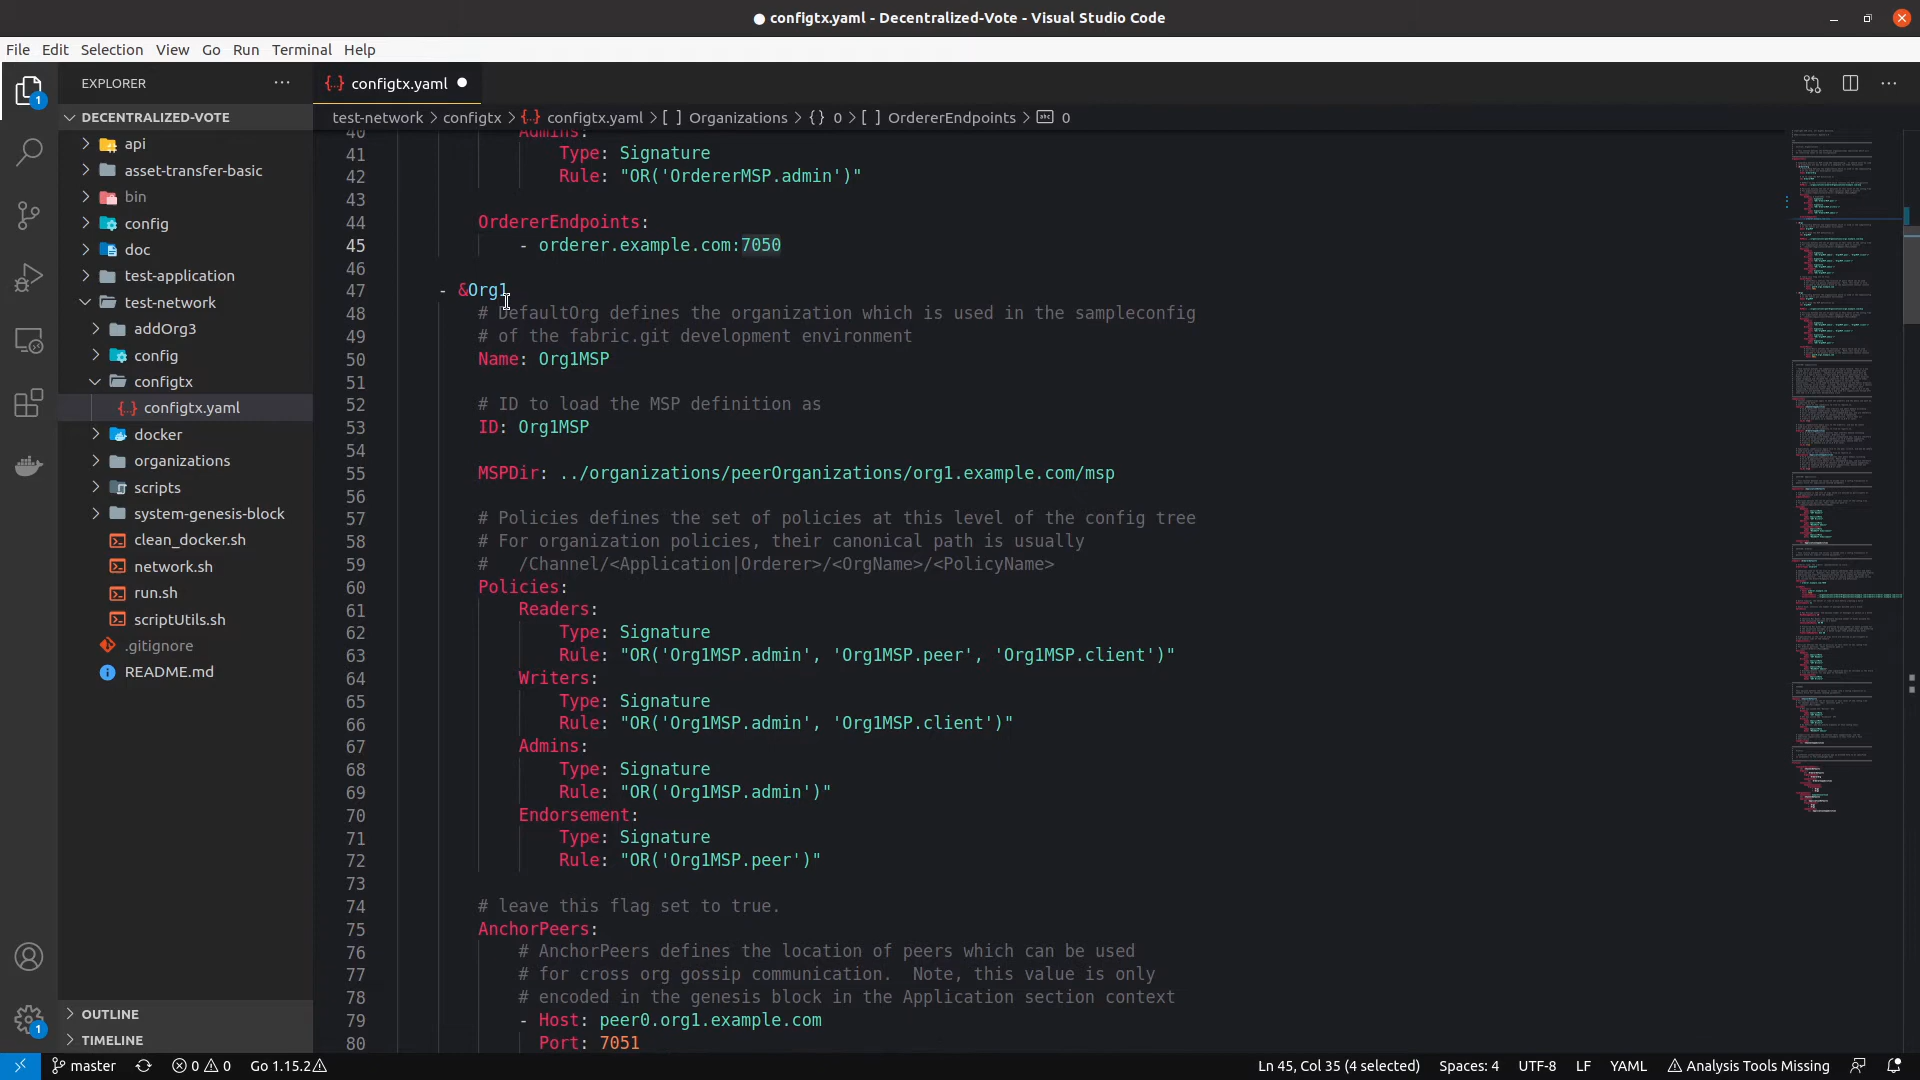 configtx.yaml - Decentralized-Vote - Visual Studio Code
File Edit Selection View Go Run Terminal Help
EXPLORER
DECENTRALIZED-VOTE
api
asset-transfer-basic
bin
config
doc
test-application
test-network
addOrg3
config
configtx
configtx.yaml
docker
organizations
scripts
system-genesis-block
clean_docker.sh
network.sh
run.sh
scriptUtils.sh
.gitignore
README.md
OUTLINE
TIMELINE
1
1
configtx.yaml
test-network > configtx > configtx.yaml > [ ] Organizations > {} 0 > [ ] OrdererEndpoints > abc 0
40 Admins:
41 Type: Signature
42 Rule: "OR('OrdererMSP.admin')"
43
44 OrdererEndpoints:
45 - orderer.example.com:7050
46
47 - &Org1
48 # DefaultOrg defines the organization which is used in the sampleconfig
49 # of the fabric.git development environment
50 Name: Org1MSP
51
52 # ID to load the MSP definition as
53 ID: Org1MSP
54
55 MSPDir: ../organizations/peerOrganizations/org1.example.com/msp
56
57 # Policies defines the set of policies at this level of the config tree
58 # For organization policies, their canonical path is usually
59 #   /Channel/<Application|Orderer>/<OrgName>/<PolicyName>
60 Policies:
61 Readers:
62 Type: Signature
63 Rule: "OR('Org1MSP.admin', 'Org1MSP.peer', 'Org1MSP.client')"
64 Writers:
65 Type: Signature
66 Rule: "OR('Org1MSP.admin', 'Org1MSP.client')"
67 Admins:
68 Type: Signature
69 Rule: "OR('Org1MSP.admin')"
70 Endorsement:
71 Type: Signature
72 Rule: "OR('Org1MSP.peer')"
73
74 # leave this flag set to true.
75 AnchorPeers:
76 # AnchorPeers defines the location of peers which can be used
77 # for cross org gossip communication.  Note, this value is only
78 # encoded in the genesis block in the Application section context
79 - Host: peer0.org1.example.com
80 Port: 7051
master 0 0 Go 1.15.2 Ln 45, Col 35 (4 selected) Spaces: 4 UTF-8 LF YAML Analysis Tools Missing